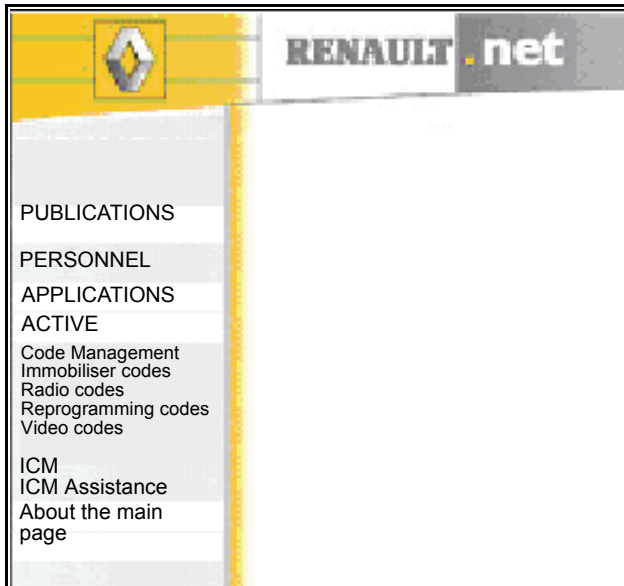 RENAULT .net
PUBLICATIONS
PERSONNEL
APPLICATIONS
ACTIVE
Code Management
Immobiliser codes
Radio codes
Reprogramming codes
Video codes
ICM
ICM Assistance
About the main
page